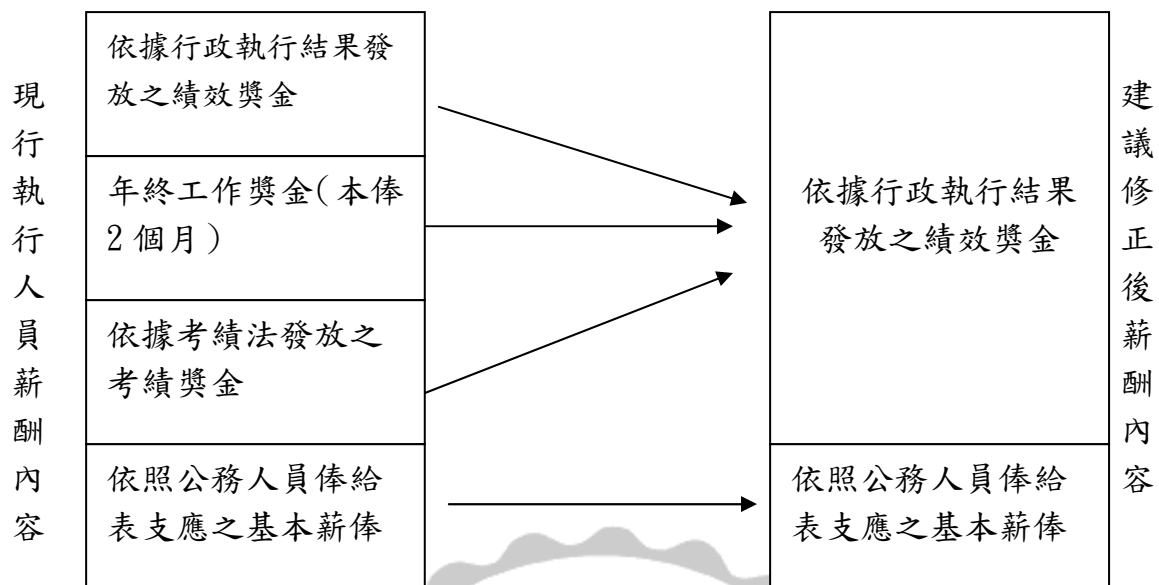 現行執行人員薪酬內容
依據行政執行結果發
放之績效獎金
年終工作獎金(本俸
2個月)
依據考績法發放之
考績獎金
依照公務人員俸給
表支應之基本薪俸
依據行政執行結果
發放之績效獎金
依照公務人員俸給
表支應之基本薪俸
建議修正後薪酬內容